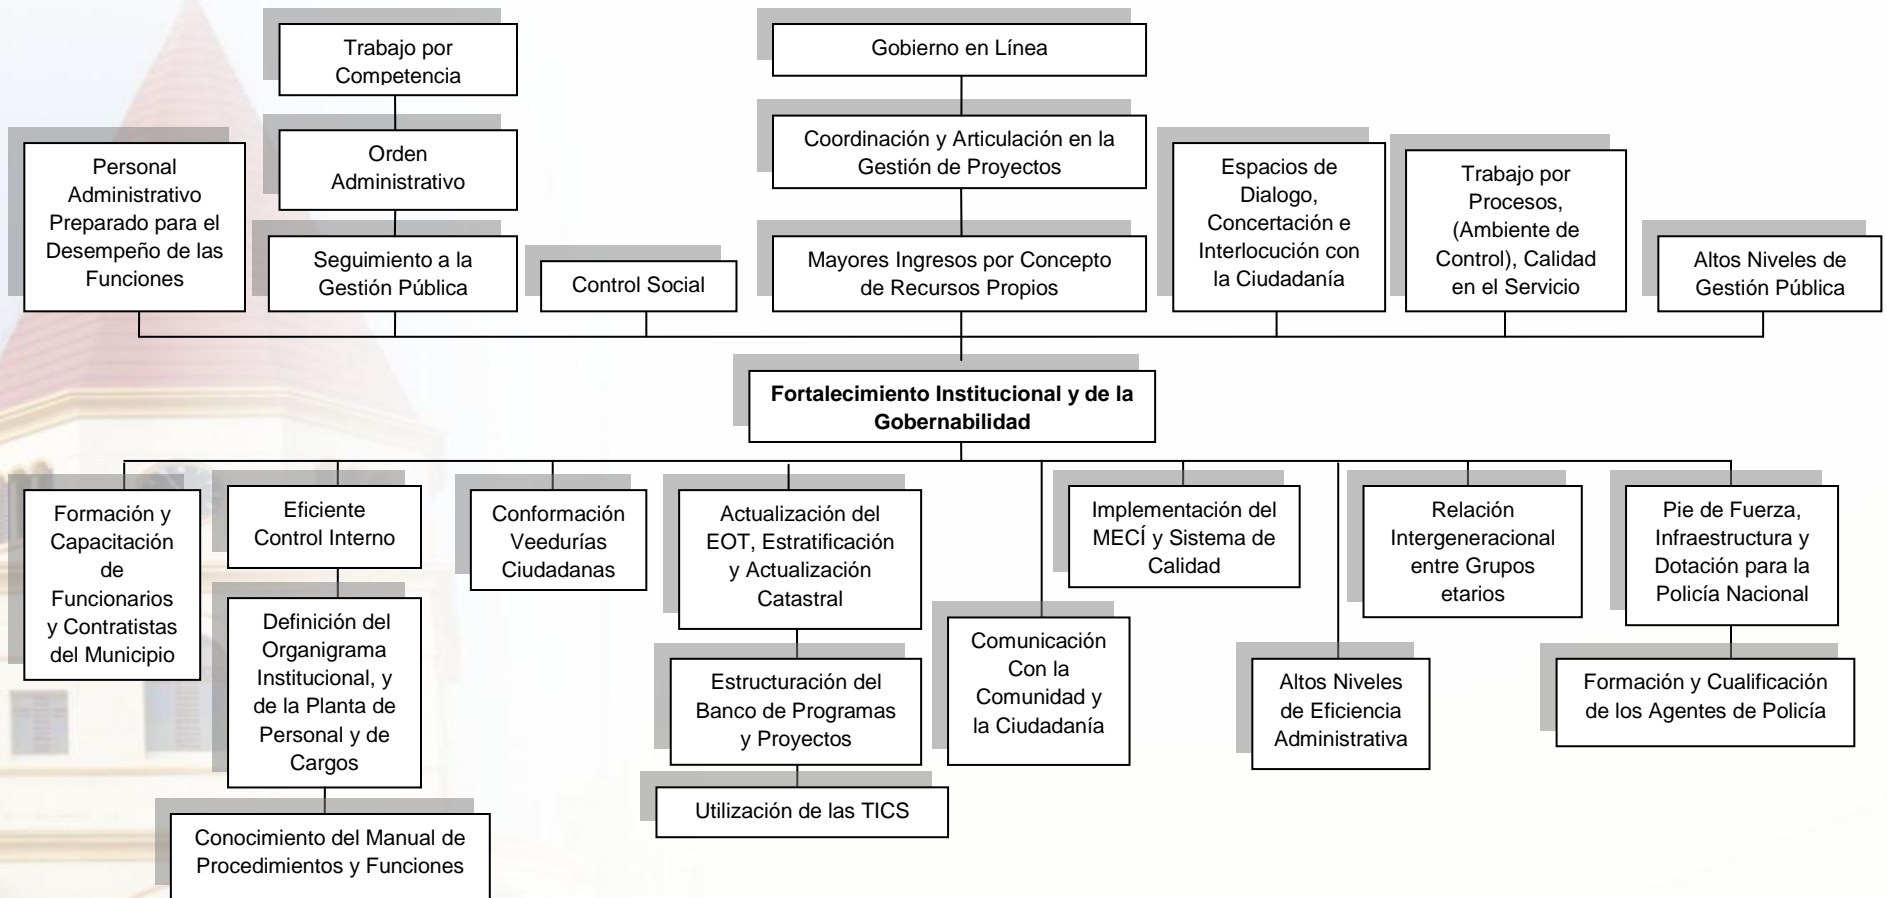 Trabajo por
Competencia
Gobierno en Línea
Orden
Administrativo
Coordinación y Articulación en la
Gestión de Proyectos
Personal
Administrativo
Preparado para el
Desempeño de las
Funciones
Seguimiento a la
Gestión Pública
Control Social
Mayores Ingresos por Concepto
de Recursos Propios
Espacios de
Dialogo,
Concertación e
Interlocución con
la Ciudadanía
Trabajo por
Procesos,
(Ambiente de
Control), Calidad
en el Servicio
Altos Niveles de
Gestión Pública
Fortalecimiento Institucional y de la
Gobernabilidad
Formación y
Capacitación
de
Funcionarios
y Contratistas
del Municipio
Eficiente
Control Interno
Definición del
Organigrama
Institucional, y
de la Planta de
Personal y de
Cargos
Conocimiento del Manual de
Procedimientos y Funciones
Conformación
Veedurías
Ciudadanas
Actualización del
EOT, Estratificación
y Actualización
Catastral
Estructuración del
Banco de Programas
y Proyectos
Utilización de las TICS
Comunicación
Con la
Comunidad y
la Ciudadanía
Implementación del
MECÍ y Sistema de
Calidad
Altos Niveles
de Eficiencia
Administrativa
Relación
Intergeneracional
entre Grupos
etarios
Pie de Fuerza,
Infraestructura y
Dotación para la
Policía Nacional
Formación y Cualificación
de los Agentes de Policía